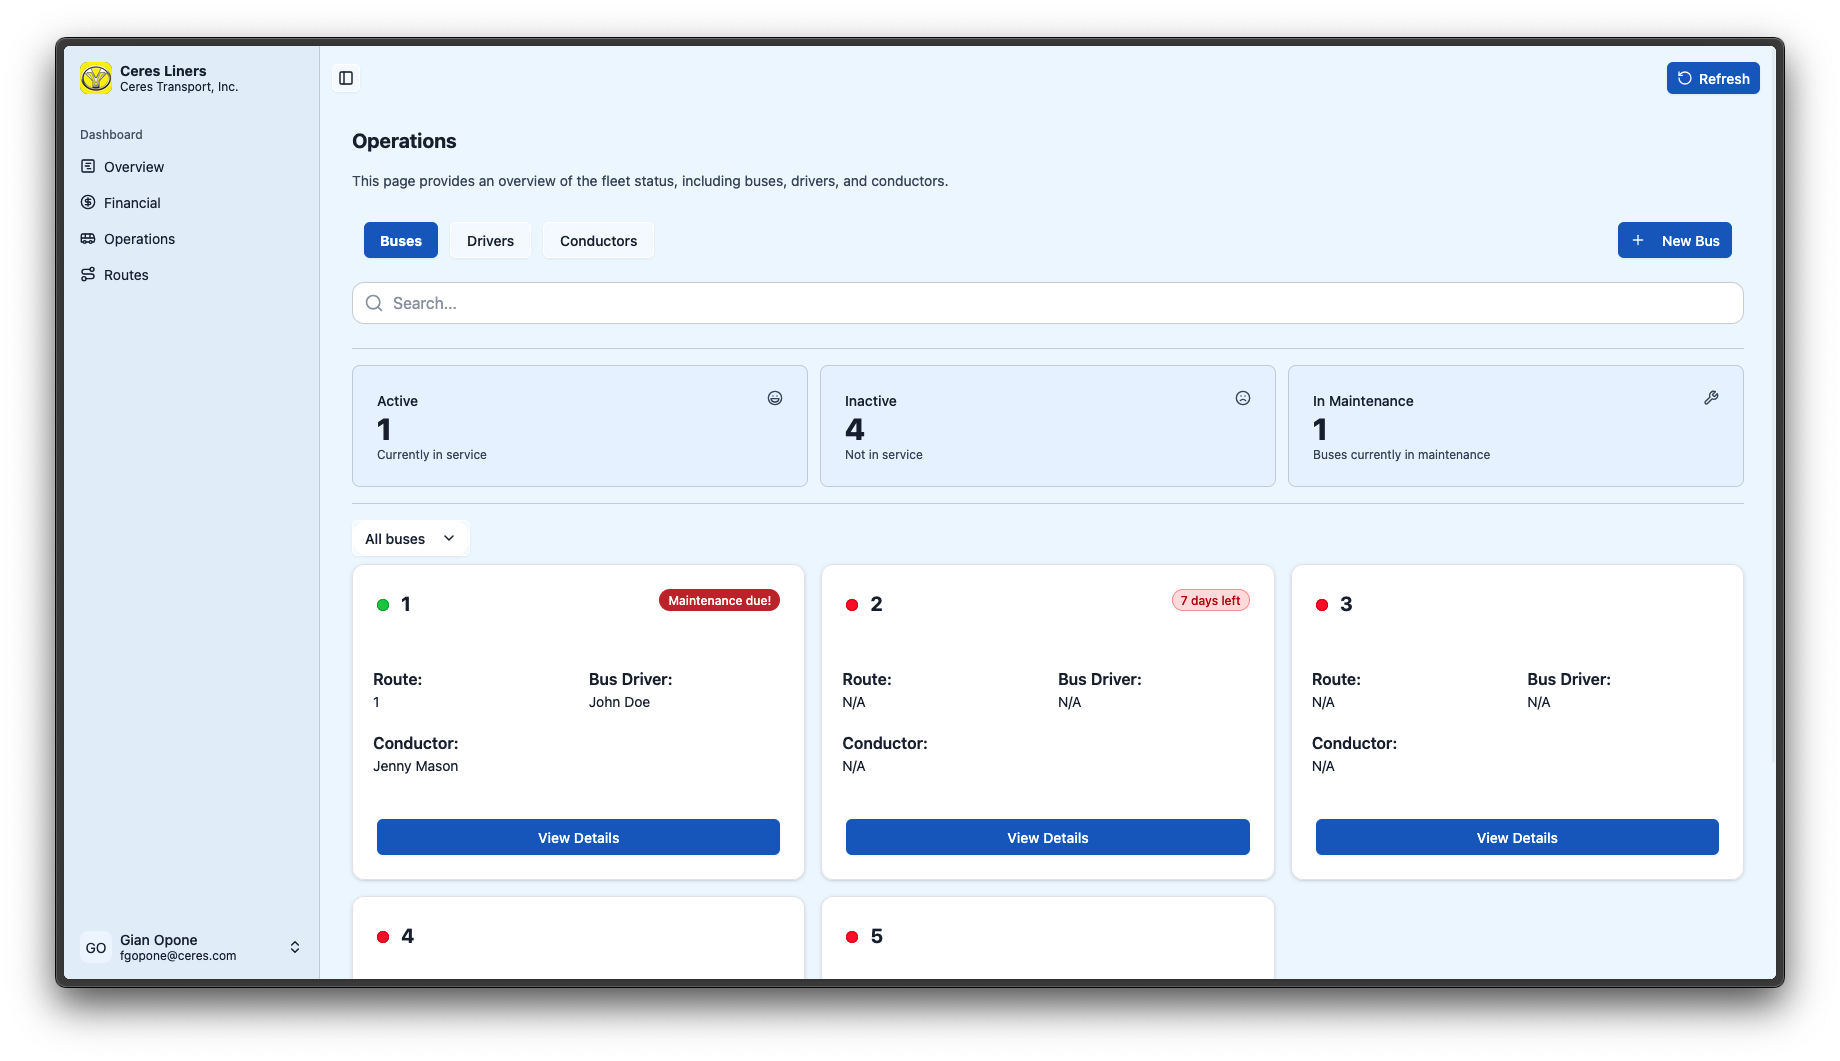 Ceres Liners
Ceres Transport, Inc.
Dashboard
Overview
Financial
Operations
Routes
GO
Gian Opone
fgopone@ceres.com
Refresh
Operations
This page provides an overview of the fleet status, including buses, drivers, and conductors.
Buses
Drivers
Conductors
+ New Bus
Search...
Active
1
Currently in service
Inactive
4
Not in service
In Maintenance
1
Buses currently in maintenance
All buses
1
Maintenance due!
Route:
1
Bus Driver:
John Doe
Conductor:
Jenny Mason
View Details
2
7 days left
Route:
N/A
Bus Driver:
N/A
Conductor:
N/A
View Details
3
Route:
N/A
Bus Driver:
N/A
Conductor:
N/A
View Details
4
5